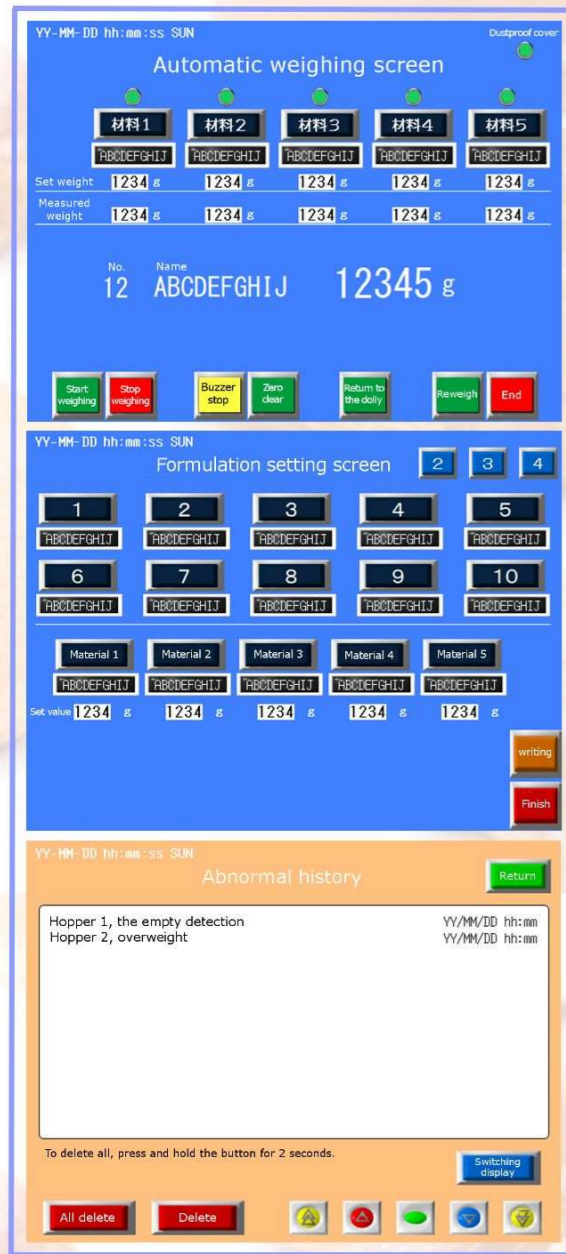 YY-MM-DD hh:mm:ss SUN
Dustproof cover
Automatic weighing screen
材料1 材料2 材料3 材料4 材料5
ABCDEFGHIJ ABCDEFGHIJ ABCDEFGHIJ ABCDEFGHIJ ABCDEFGHIJ
Set weight 1234 g 1234 g 1234 g 1234 g 1234 g
Measured
weight 1234 g 1234 g 1234 g 1234 g 1234 g
No. Name
12 ABCDEFGHIJ 12345 g
Start weighing Stop weighing Buzzer stop Zero clear Return to the dolly Reweigh End
YY-MM-DD hh:mm:ss SUN
Formulation setting screen 2 3 4
1 2 3 4 5
ABCDEFGHIJ ABCDEFGHIJ ABCDEFGHIJ ABCDEFGHIJ ABCDEFGHIJ
6 7 8 9 10
ABCDEFGHIJ ABCDEFGHIJ ABCDEFGHIJ ABCDEFGHIJ ABCDEFGHIJ
Material 1 Material 2 Material 3 Material 4 Material 5
ABCDEFGHIJ ABCDEFGHIJ ABCDEFGHIJ ABCDEFGHIJ ABCDEFGHIJ
Set value 1234 g 1234 g 1234 g 1234 g 1234 g
writing
Finish
YY-MM-DD hh:mm:ss SUN
Abnormal history
Return
Hopper 1, the empty detection YY/MM/DD hh:mm
Hopper 2, overweight YY/MM/DD hh:mm
To delete all, press and hold the button for 2 seconds.
Switching
display
All delete Delete